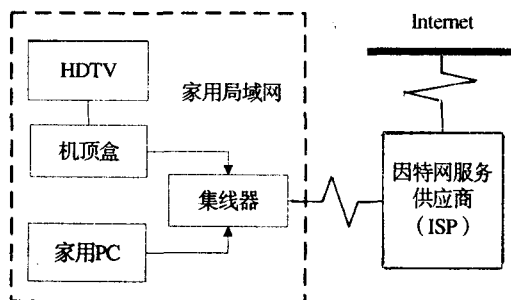 Internet
HDTV
家用局域网
机顶盒
集线器
家用PC
因特网服务
供应商
（ISP）